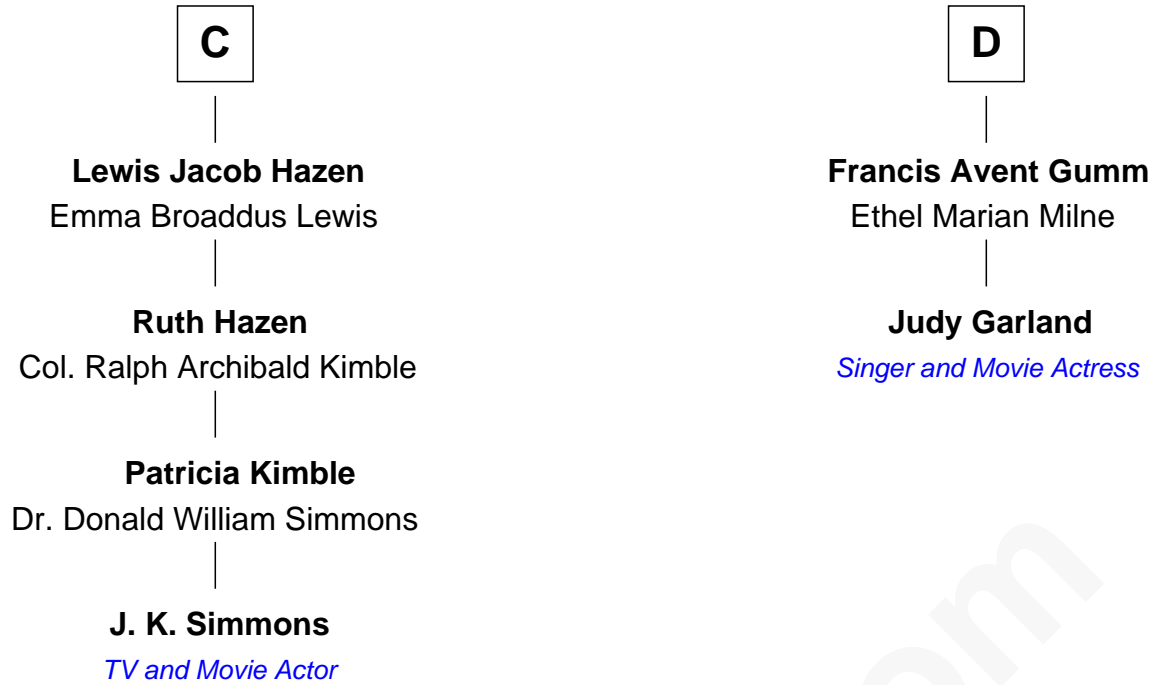 C
Lewis Jacob Hazen
Emma Broaddus Lewis
Ruth Hazen
Col. Ralph Archibald Kimble
Patricia Kimble
Dr. Donald William Simmons
J. K. Simmons
TV and Movie Actor
D
Francis Avent Gumm
Ethel Marian Milne
Judy Garland
Singer and Movie Actress
om